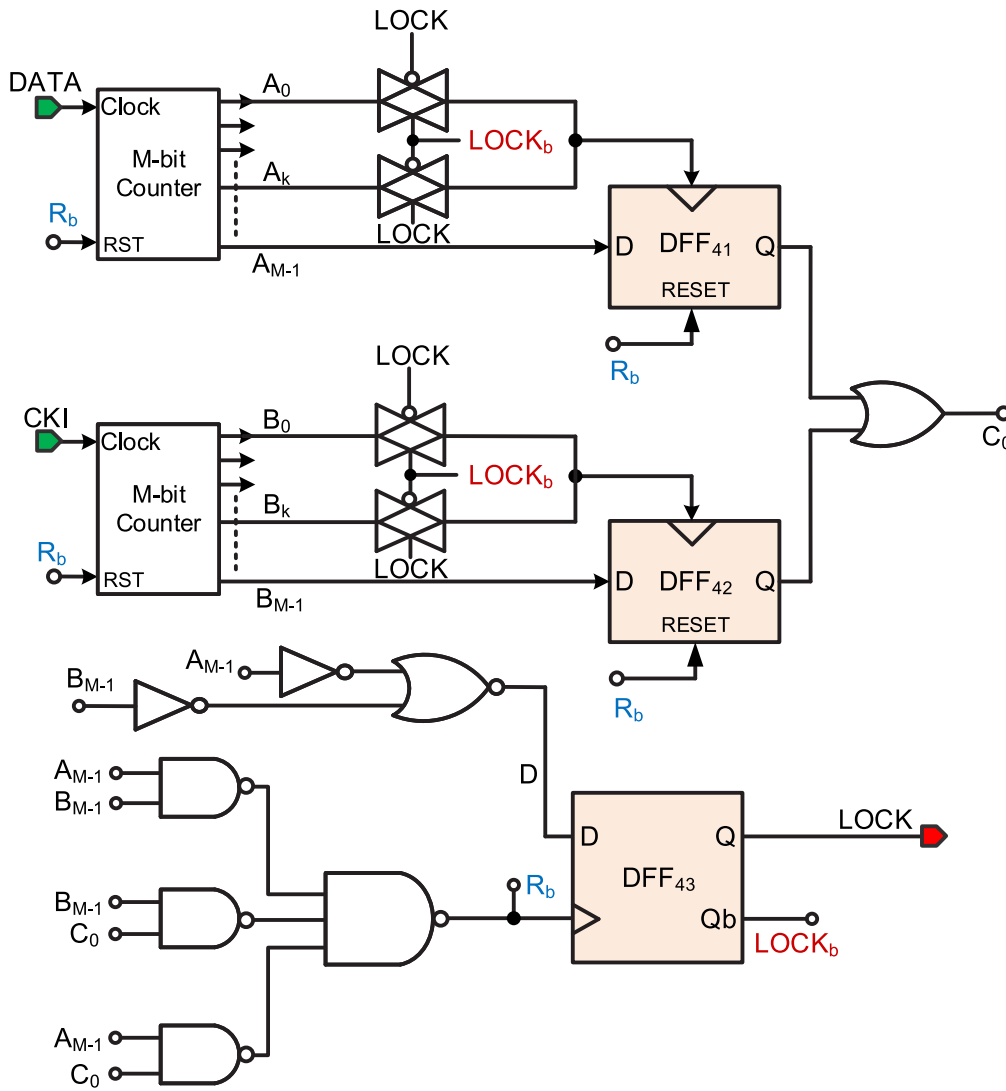 LOCK
DATA
Clock
A0
M-bit
Counter
LOCKb
Ak
Rb
RST
LOCK
AM-1
D
DFF41
Q
RESET
Rb
LOCK
CKI
Clock
B0
M-bit
Counter
LOCKb
Bk
Rb
RST
LOCK
BM-1
D
DFF42
Q
RESET
Rb
C0
AM-1
BM-1
D
AM-1
BM-1
BM-1
C0
AM-1
C0
Rb
D
Q
DFF43
Qb
LOCK
LOCKb